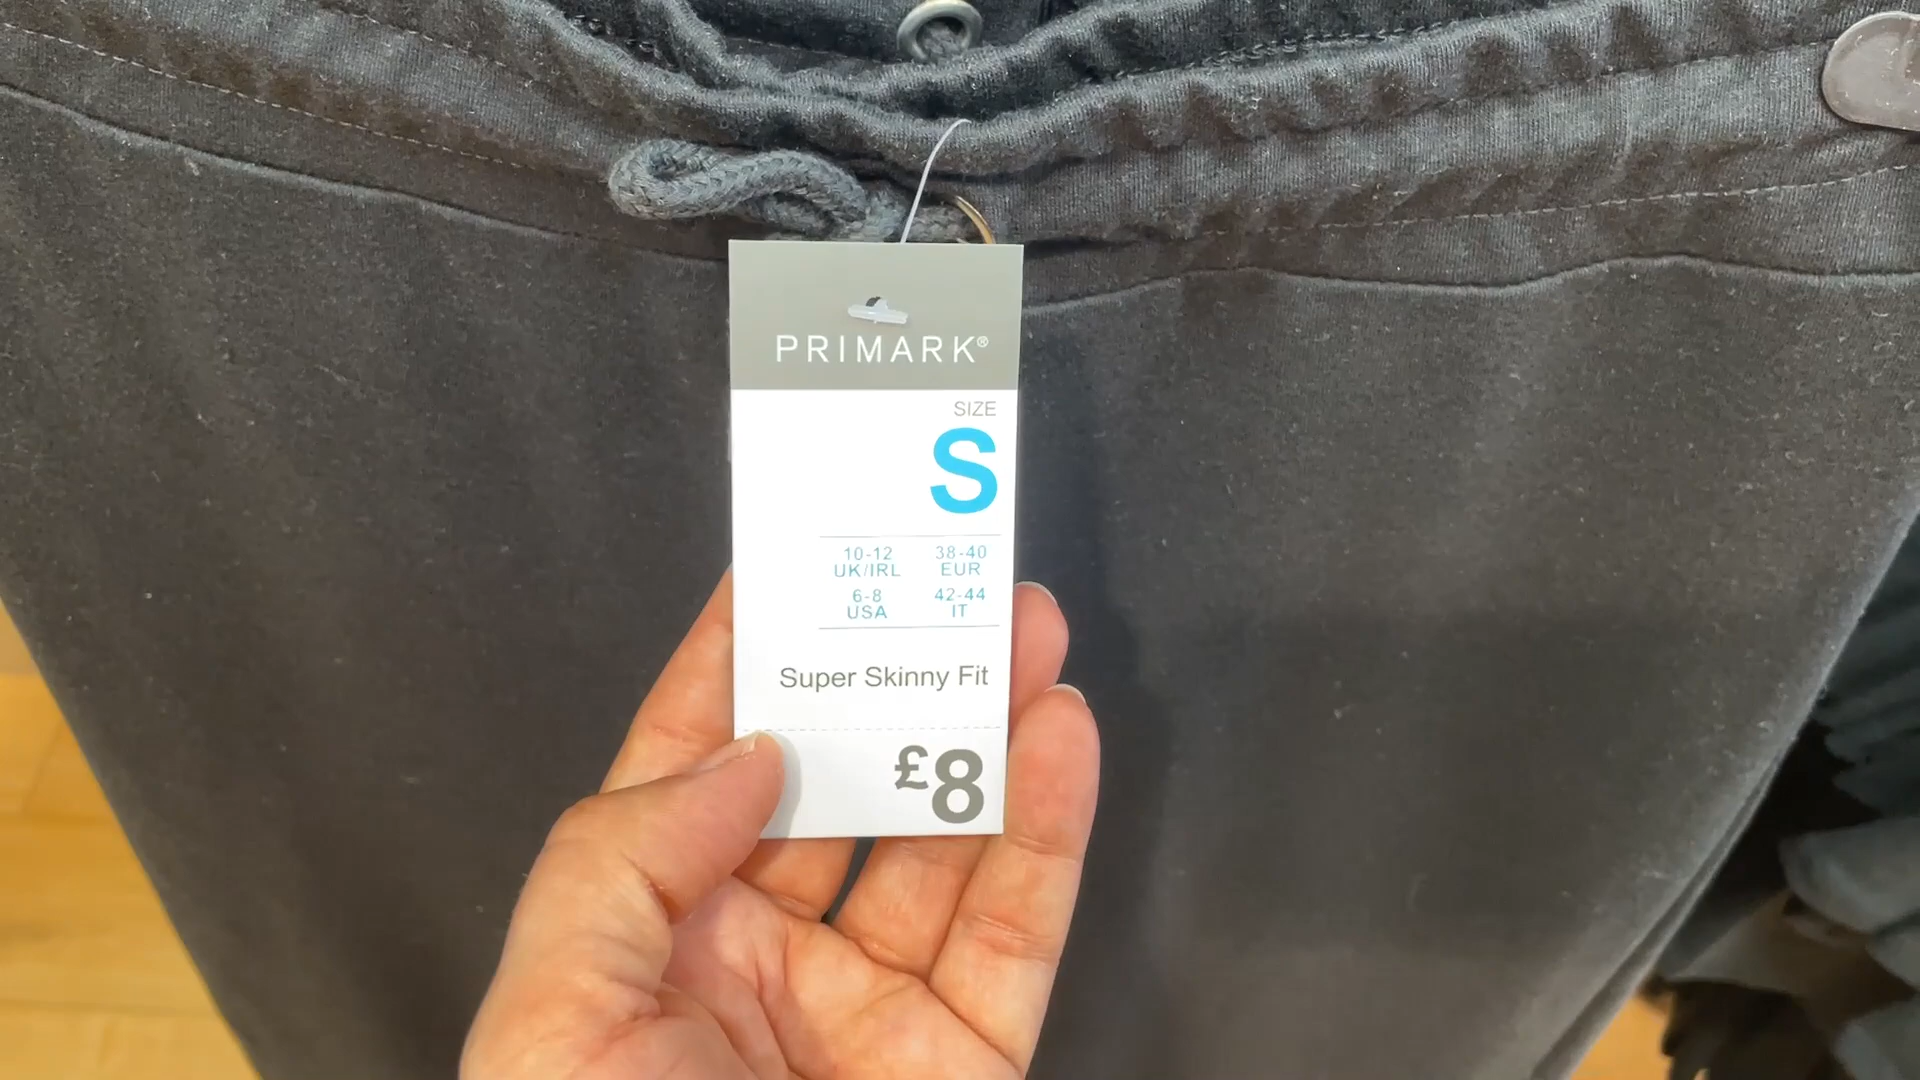 PRIMARK®
SIZE
S
10-12 38-40
UK/IRL EUR
6-8 42-44
USA IT
Super Skinny Fit
£8